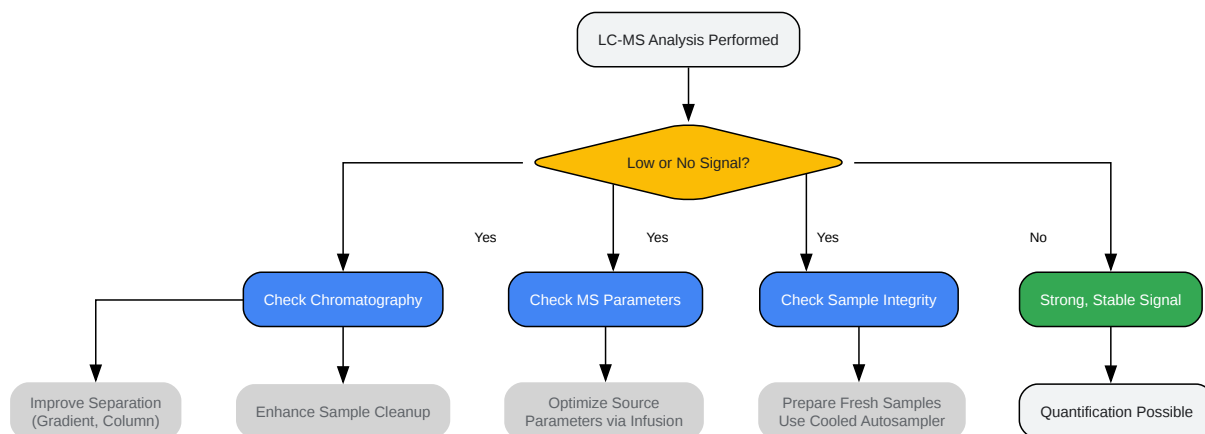 LC-MS Analysis Performed
Low or No Signal?
Yes
Yes
Yes
No
Check Chromatography
Check MS Parameters
Check Sample Integrity
Strong, Stable Signal
Improve Separation
(Gradient, Column)
Enhance Sample Cleanup
Optimize Source
Parameters via Infusion
Prepare Fresh Samples
Use Cooled Autosampler
Quantification Possible